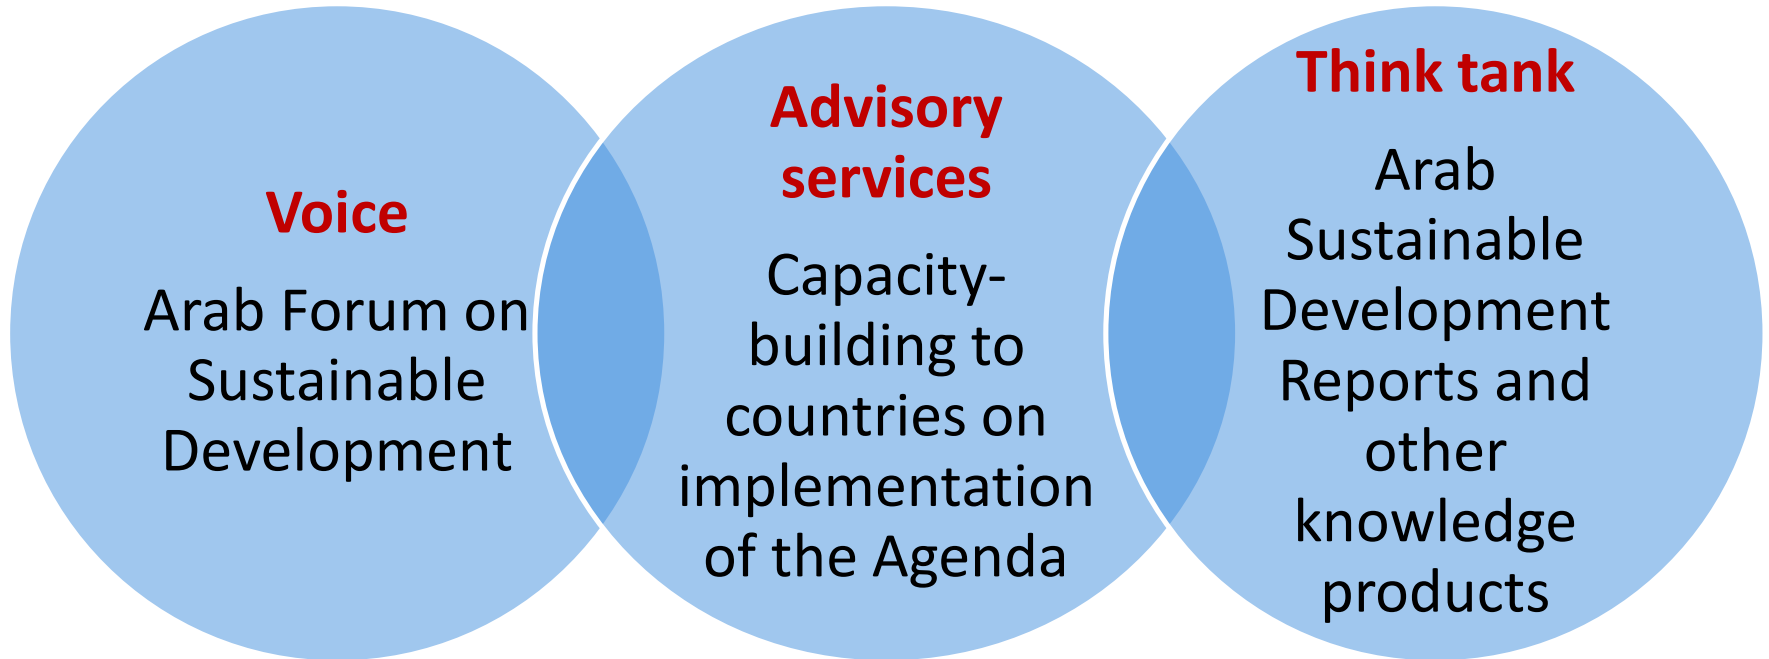 Voice
Arab Forum on
Sustainable
Development
Advisory
services
Capacity-
building to
countries on
implementation
of the Agenda
Think tank
Arab
Sustainable
Development
Reports and
other
knowledge
products